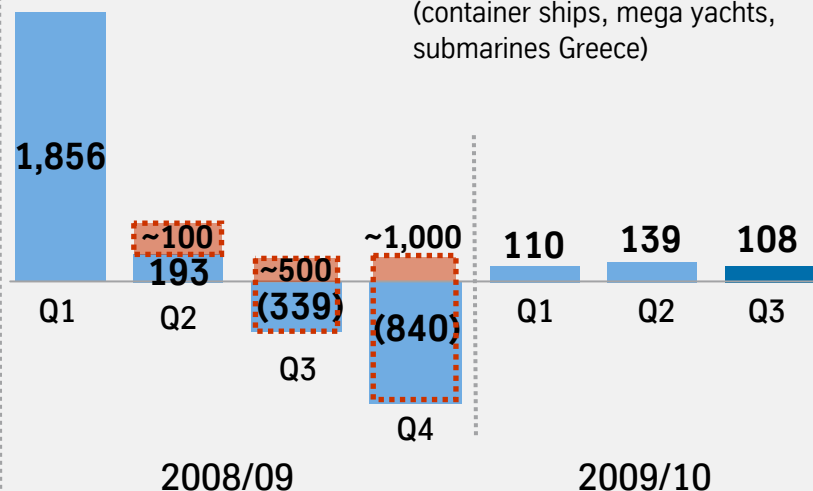 (container ships, mega yachts,
submarines Greece)
1,856
~100
193
~500
(339)
~1,000
(840)
110
139
108
Q1
Q2
Q3
Q4
Q1
Q2
Q3
2008/09
2009/10